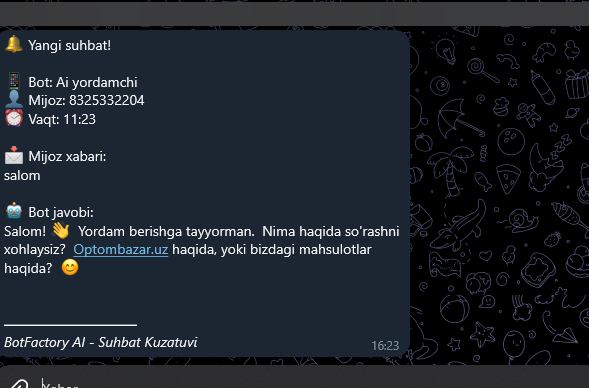 🔔 Yangi suhbat!
📱 Bot: Ai yordamchi
👤 Mijoz: 8325332204
⏰ Vaqt: 11:23
📩 Mijoz xabari:
salom
🤖 Bot javobi:
Salom! 👋 Yordam berishga tayyorman. Nima haqida so'rashni
xohlaysiz? Optombazar.uz haqida, yoki bizdagi mahsulotlar
haqida? 😊
BotFactory AI - Suhbat Kuzatuvi
16:23